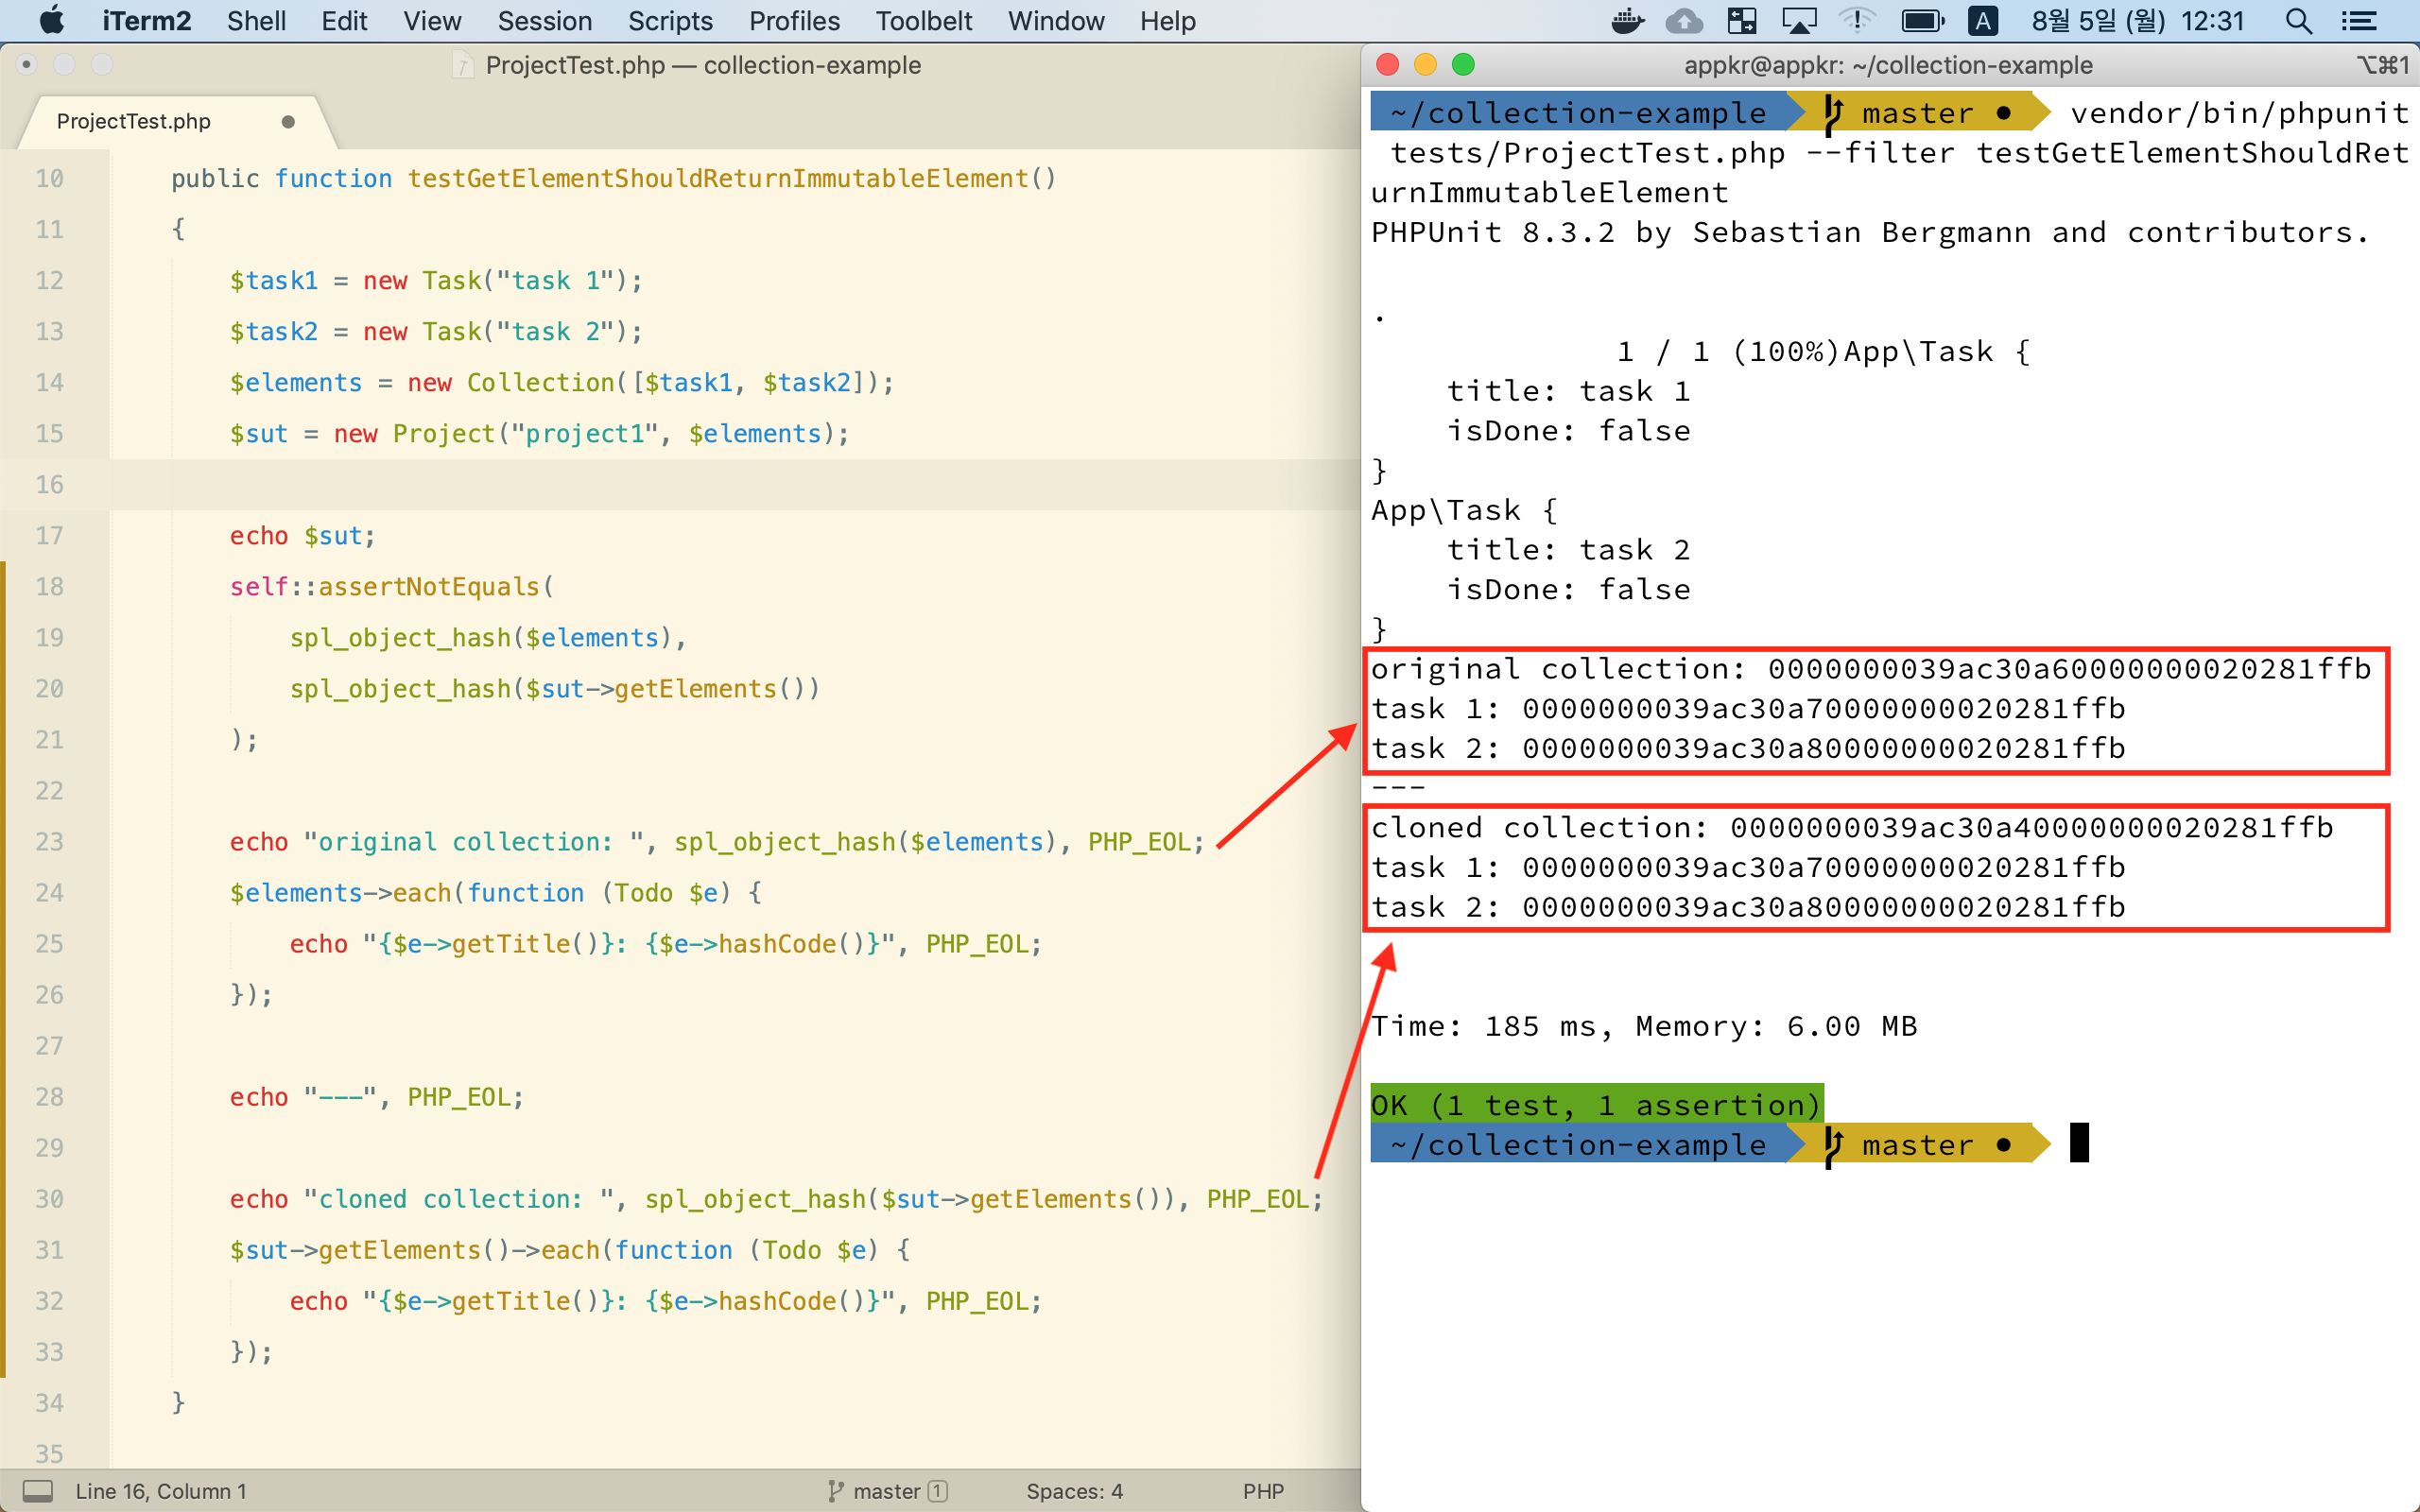 iTerm2 Shell Edit View Session Scripts Profiles Toolbelt Window Help A 8월 5일 (월) 12:31
ProjectTest.php — collection-example
ProjectTest.php
10 public function testGetElementShouldReturnImmutableElement()
11 {
12 $task1 = new Task("task 1");
13 $task2 = new Task("task 2");
14 $elements = new Collection([$task1, $task2]);
15 $sut = new Project("project1", $elements);
16
17 echo $sut;
18 self::assertNotEquals(
19 spl_object_hash($elements),
20 spl_object_hash($sut->getElements())
21 );
22
23 echo "original collection: ", spl_object_hash($elements), PHP_EOL;
24 $elements->each(function (Todo $e) {
25 echo "{$e->getTitle()}: {$e->hashCode()}", PHP_EOL;
26 });
27
28 echo "---", PHP_EOL;
29
30 echo "cloned collection: ", spl_object_hash($sut->getElements()), PHP_EOL;
31 $sut->getElements()->each(function (Todo $e) {
32 echo "{$e->getTitle()}: {$e->hashCode()}", PHP_EOL;
33 });
34 }
35
Line 16, Column 1 master 1 Spaces: 4 PHP
appkr@appkr: ~/collection-example ⌥⌘1
~/collection-example master ● vendor/bin/phpunit
tests/ProjectTest.php --filter testGetElementShouldRet
urnImmutableElement
PHPUnit 8.3.2 by Sebastian Bergmann and contributors.
.
1 / 1 (100%)App\Task {
title: task 1
isDone: false
}
App\Task {
title: task 2
isDone: false
}
original collection: 0000000039ac30a60000000020281ffb
task 1: 0000000039ac30a70000000020281ffb
task 2: 0000000039ac30a80000000020281ffb
---
cloned collection: 0000000039ac30a40000000020281ffb
task 1: 0000000039ac30a70000000020281ffb
task 2: 0000000039ac30a80000000020281ffb
Time: 185 ms, Memory: 6.00 MB
OK (1 test, 1 assertion)
~/collection-example master ●